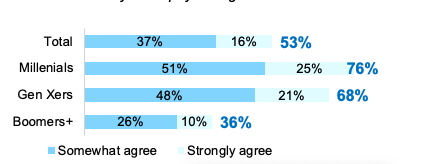 Total 37% 16% 53%
Millenials 51% 25% 76%
Gen Xers 48% 21% 68%
Boomers+ 26% 10% 36%
Somewhat agree Strongly agree